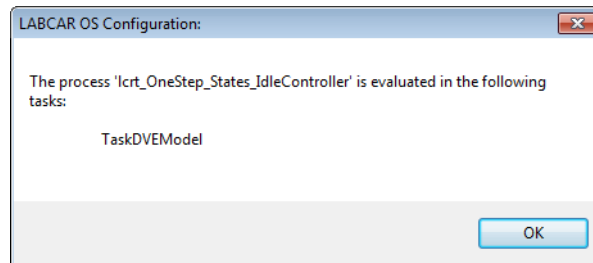 LABCAR OS Configuration:
The process 'lcrt_OneStep_States_IdleController' is evaluated in the following
tasks:
TaskDVEModel
OK